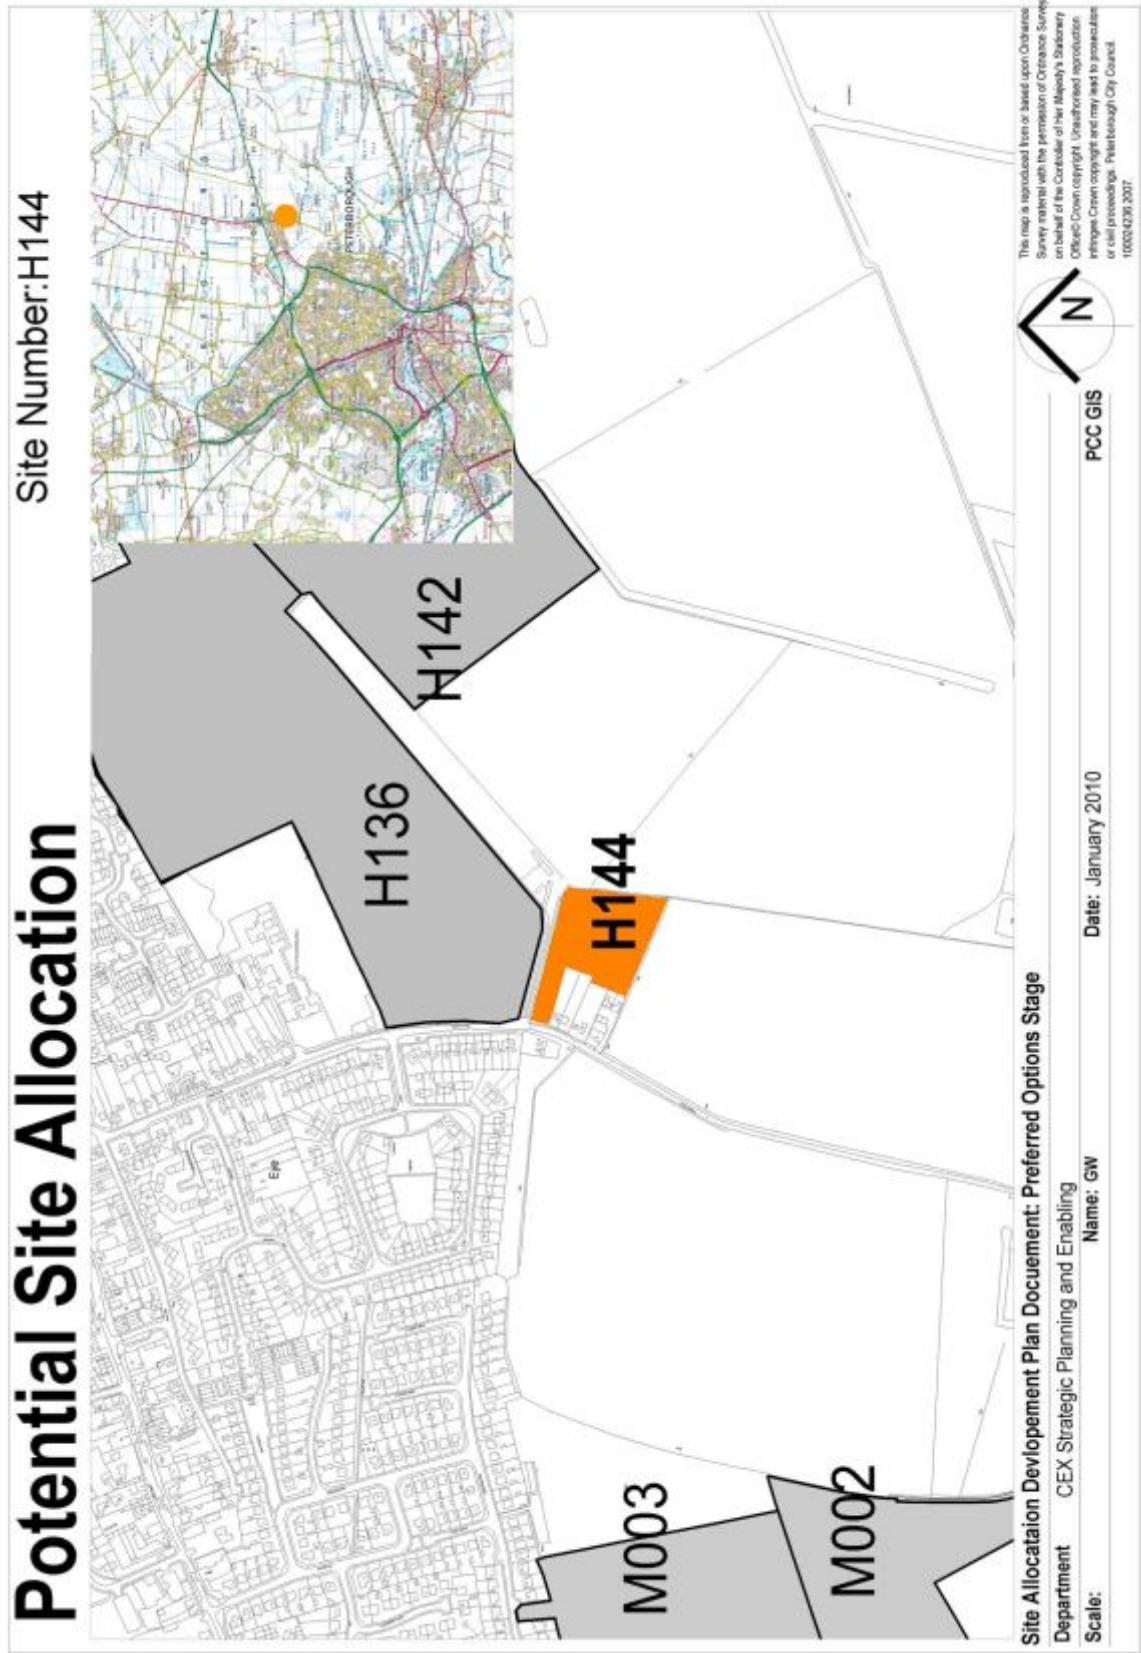 Potential Site Allocation
Site Number:H144
PETERBOROUGH
Eye
H136
H142
H144
M003
M002
Site Allocataion Devlopement Plan Docuement: Preferred Options Stage
Department
CEX Strategic Planning and Enabling
Scale:
Name: GW
Date: January 2010
PCC GIS
N
This map is reproduced from or based upon Ordnance
Survey material with the permission of Ordnance Survey
on behalf of the Controller of Her Majesty's Stationery
Office© Crown copyright. Unauthorised reproduction
infringes Crown copyright and may lead to prosecution
or civil proceedings. Peterborough City Council.
100024236 2007